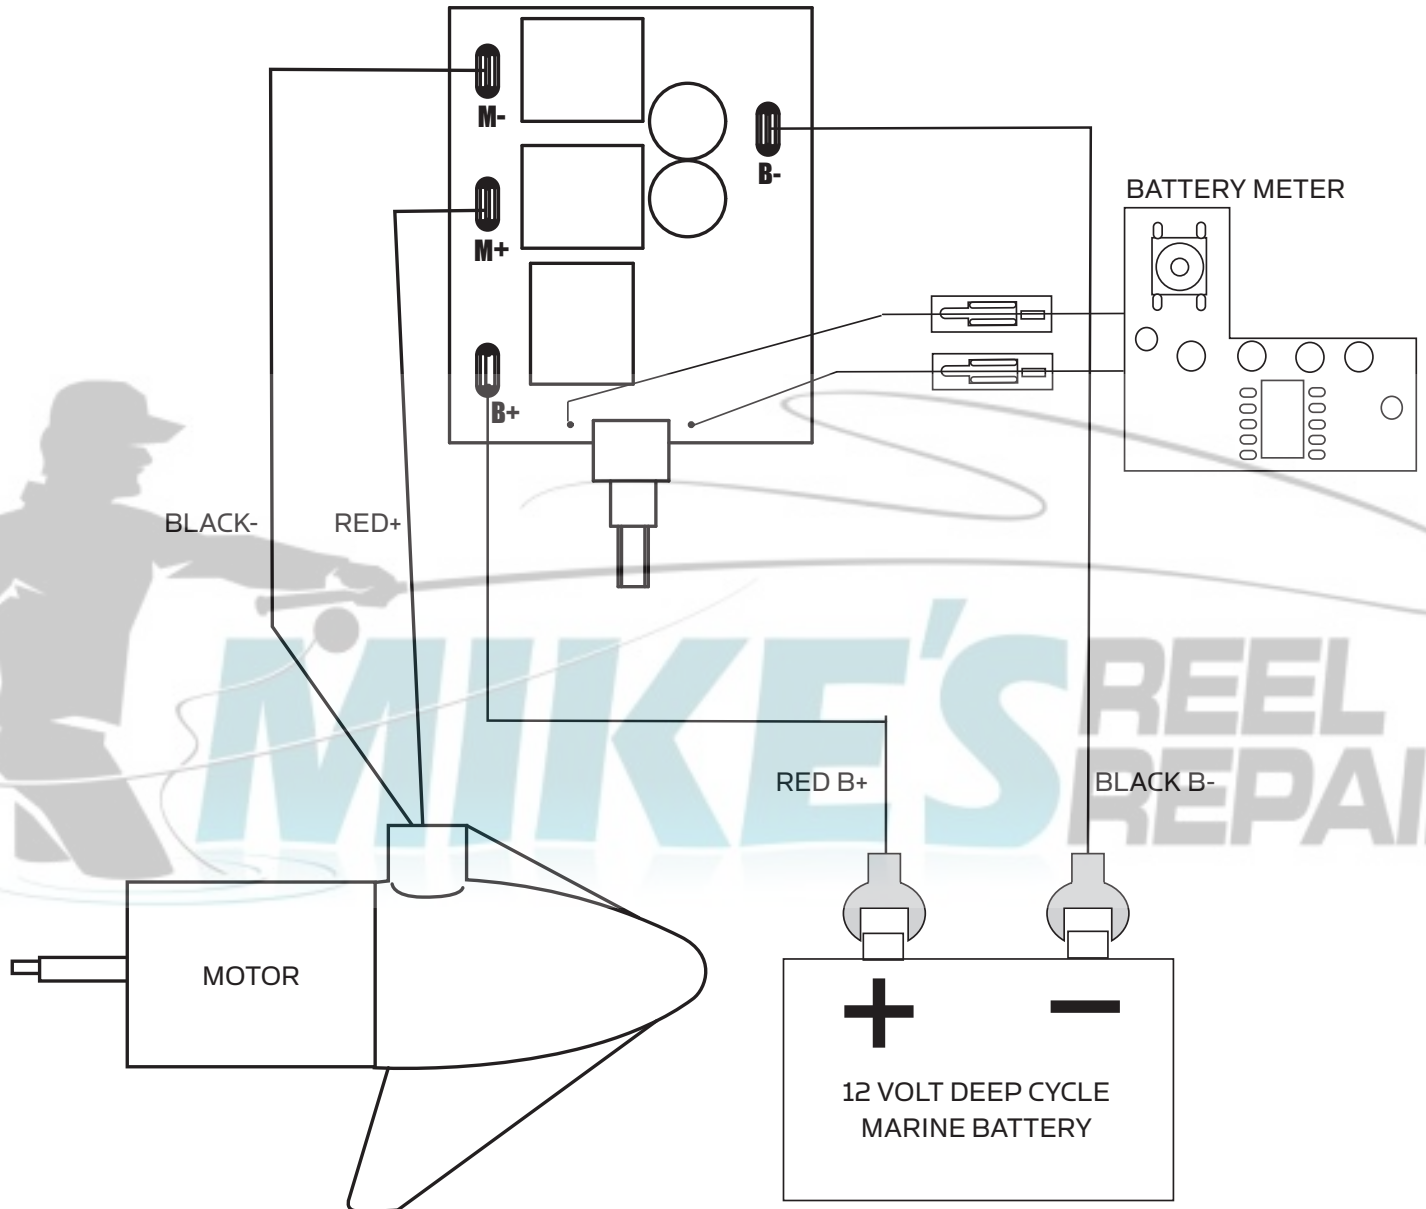 M-
B-
BATTERY METER
M+
B+
BLACK-
RED+
MIKE'S
REEL
REPAI
RED B+
BLACK B-
MOTOR
12 VOLT DEEP CYCLE
MARINE BATTERY